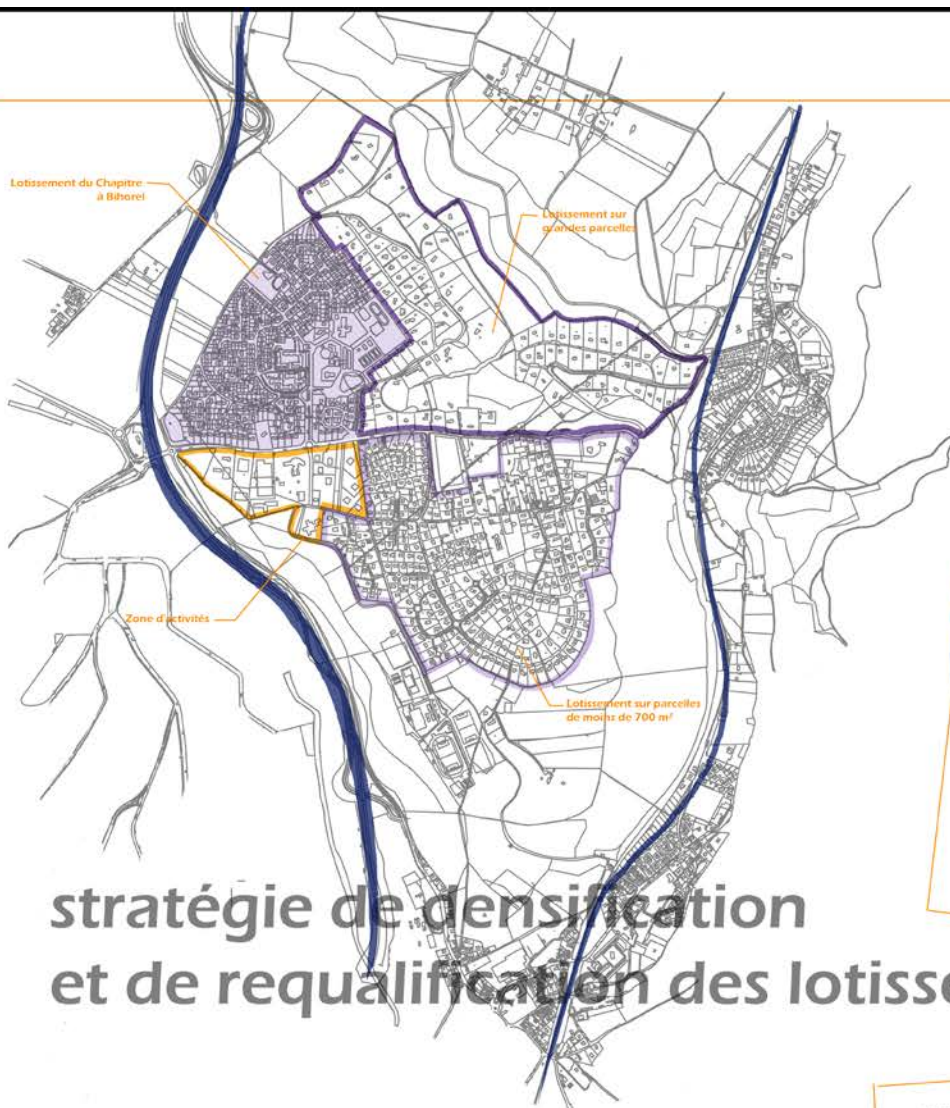 Lotissement du Chapitre
à Bihorel
Lotissement sur
grandes parcelles
Zone d'activités
Lotissement sur parcelles
de moins de 700 m²
stratégie de densification
et de requalification des lotisse